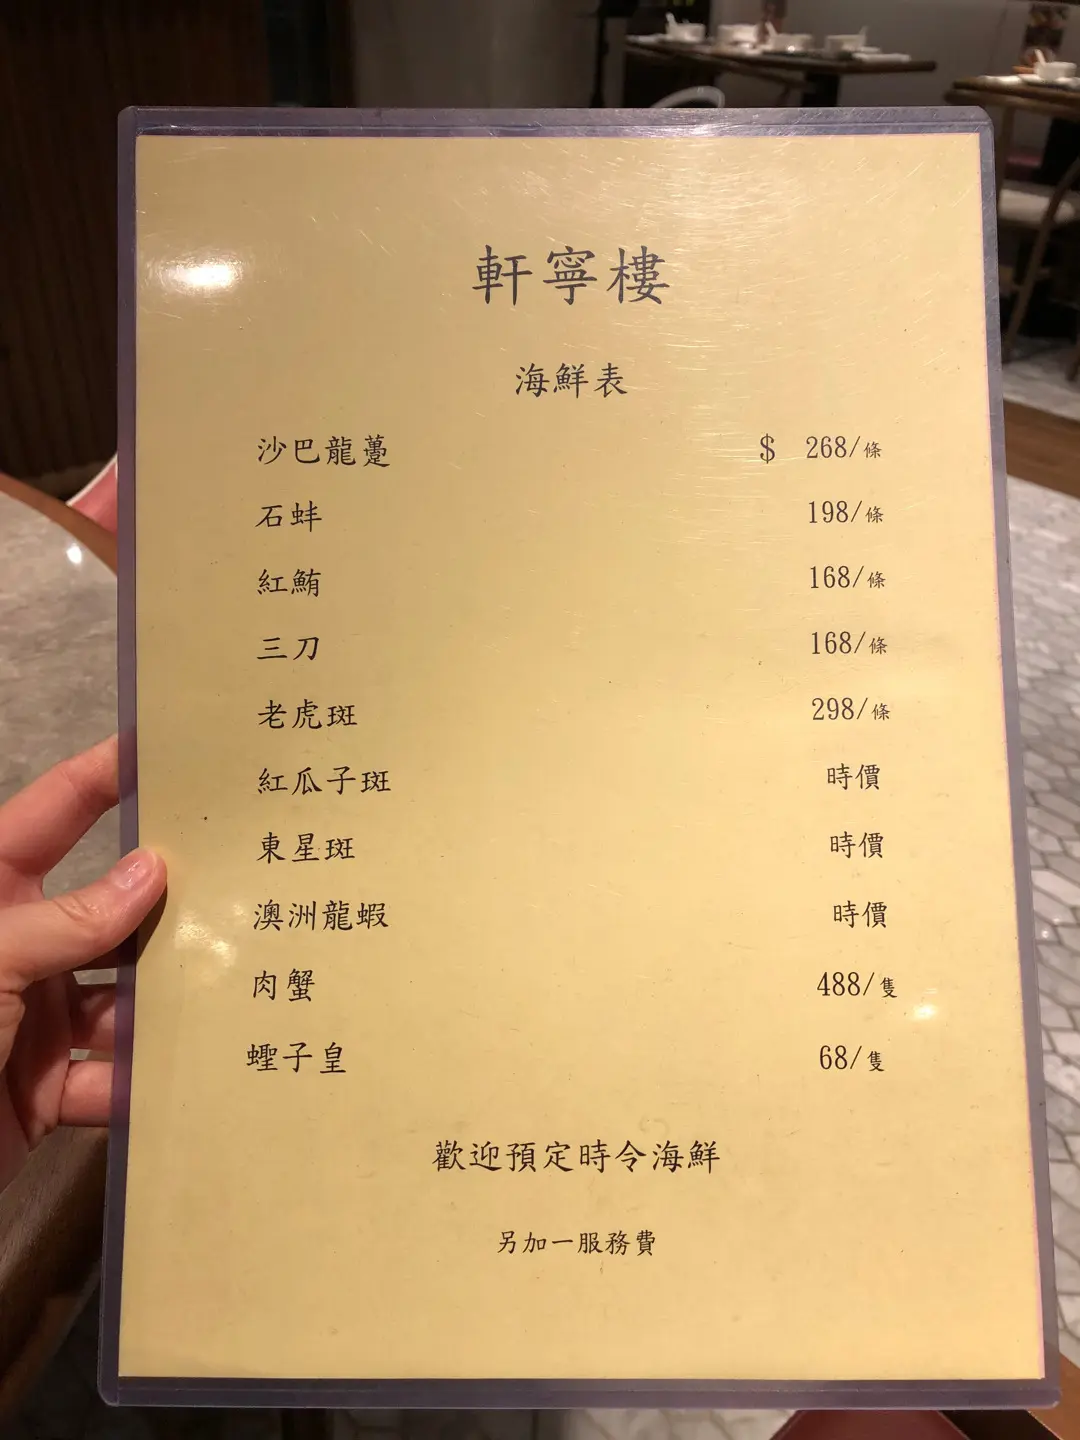 軒寧樓
海鮮表
沙巴龍躉 $ 268/條
石蚌 198/條
紅鮪 168/條
三刀 168/條
老虎斑 298/條
紅瓜子斑 時價
東星斑 時價
澳洲龍蝦 時價
肉蟹 488/隻
蟶子皇 68/隻
歡迎預定時令海鮮
另加一服務費